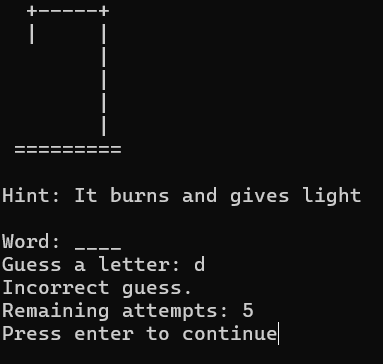 +-----+
|     |
      |
      |
      |
      |
=========
Hint: It burns and gives light
Word: ____
Guess a letter: d
Incorrect guess.
Remaining attempts: 5
Press enter to continue